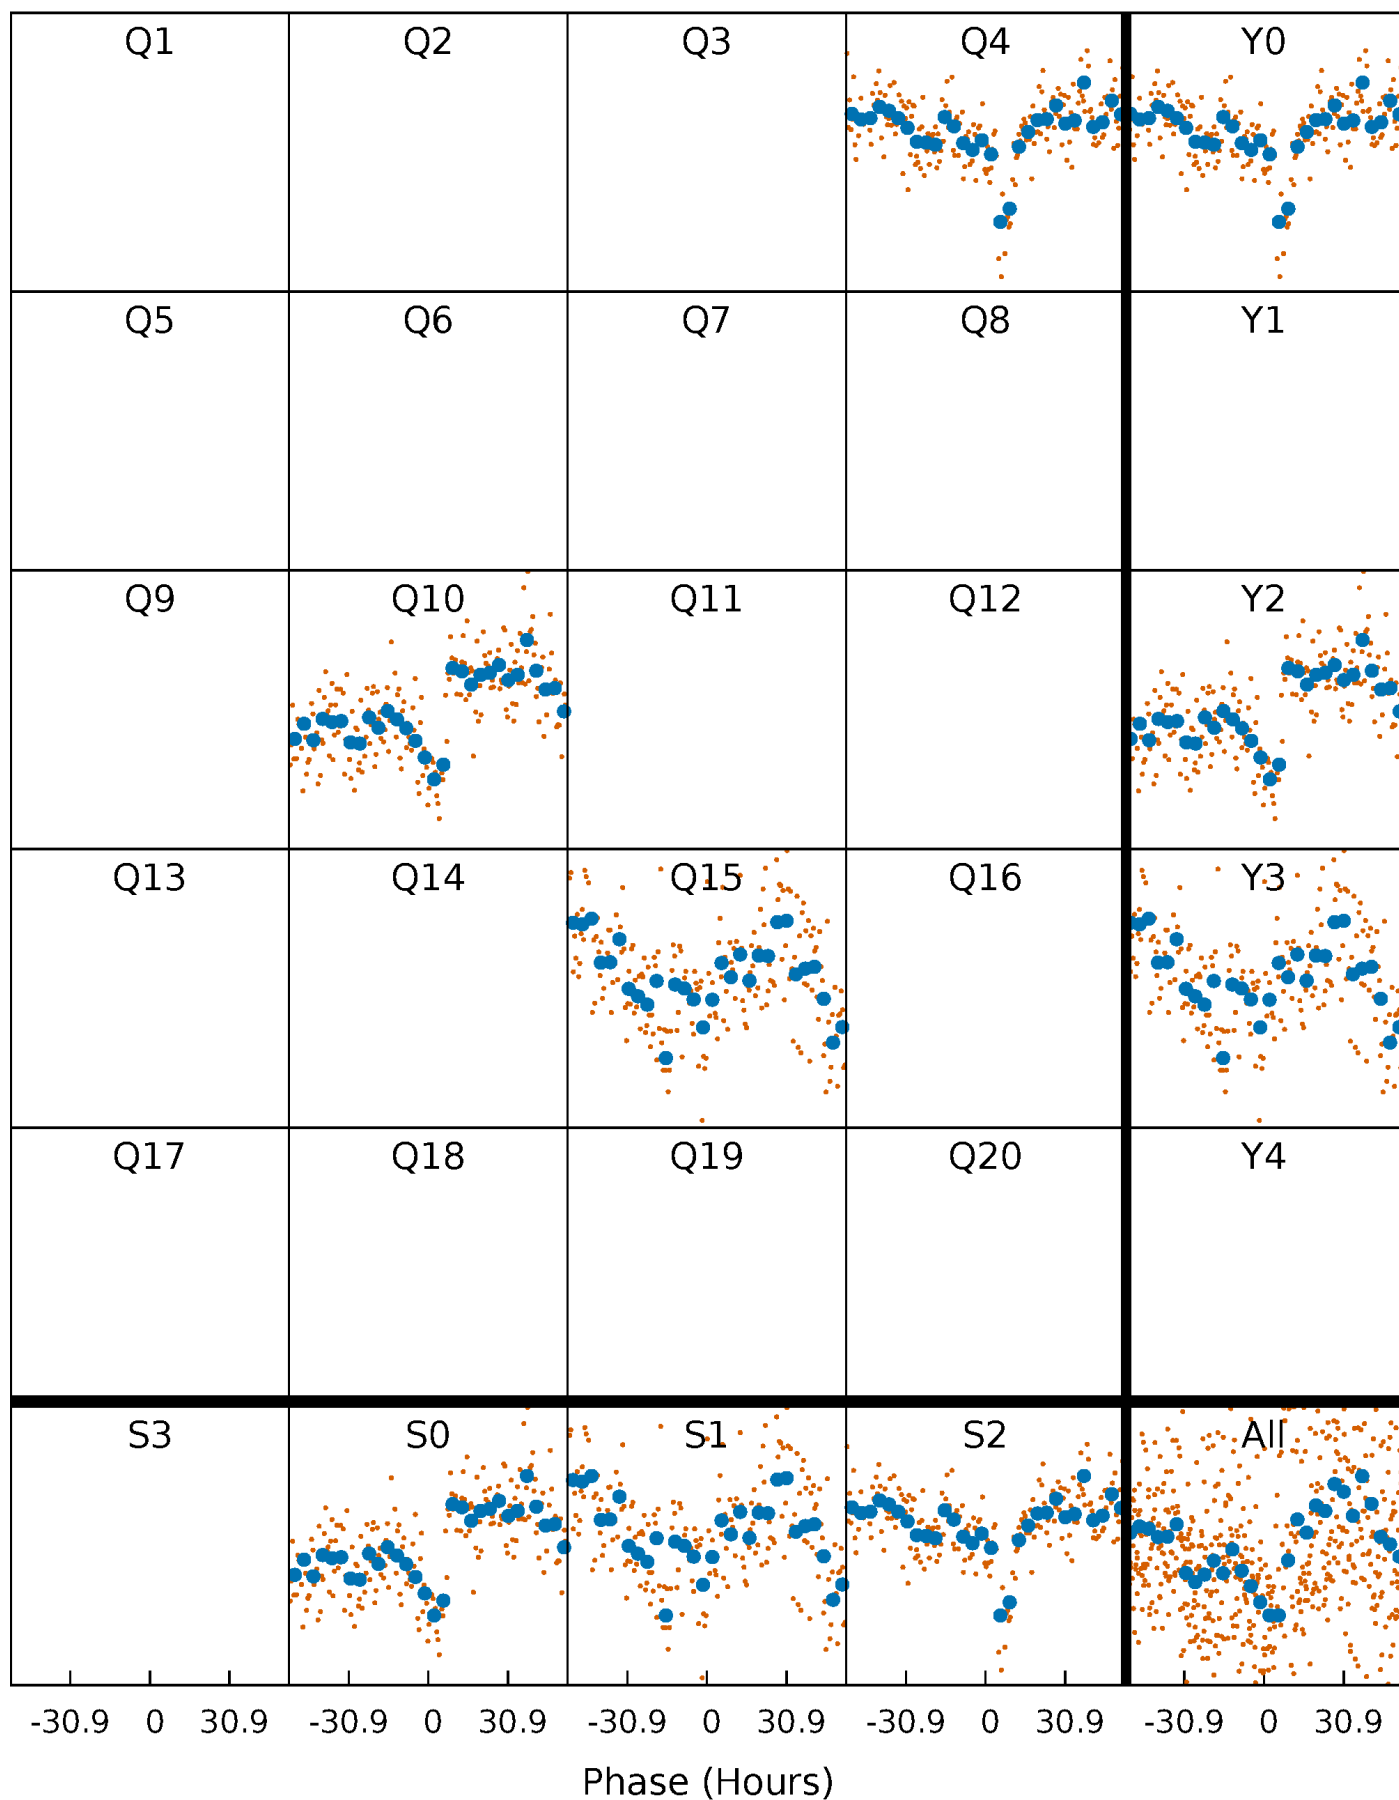 Q1 Q2 Q3 Q4 Y0
Q5 Q6 Q7 Q8 Y1
Q9 Q10 Q11 Q12 Y2
Q13 Q14 Q15 Q16 Y3
Q17 Q18 Q19 Q20 Y4
S3 S0 S1 S2 All
-30.9 0 30.9 -30.9 0 30.9 -30.9 0 30.9 -30.9 0 30.9 -30.9 0 30.9
Phase (Hours)